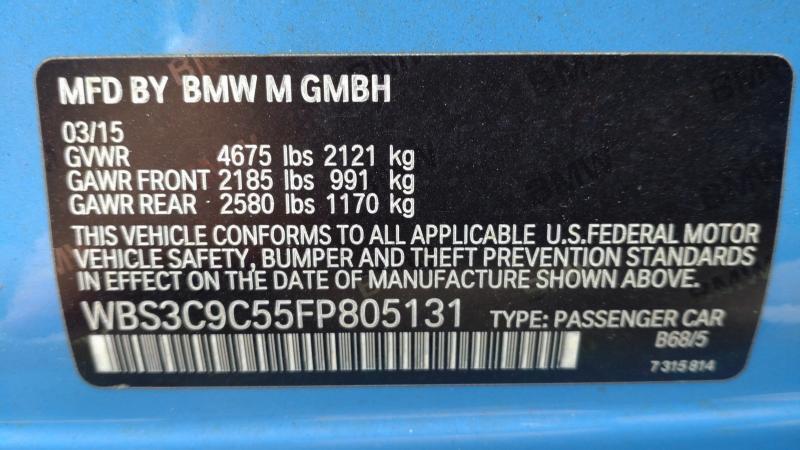 MFD BY BMW M GMBH
03/15
GVWR 4675 lbs 2121 kg
GAWR FRONT 2185 lbs 991 kg
GAWR REAR 2580 lbs 1170 kg
THIS VEHICLE CONFORMS TO ALL APPLICABLE U.S.FEDERAL MOTOR
VEHICLE SAFETY, BUMPER AND THEFT PREVENTION STANDARDS
IN EFFECT ON THE DATE OF MANUFACTURE SHOWN ABOVE.
WBS3C9C55FP805131 TYPE: PASSENGER CAR
B68/5
7315814